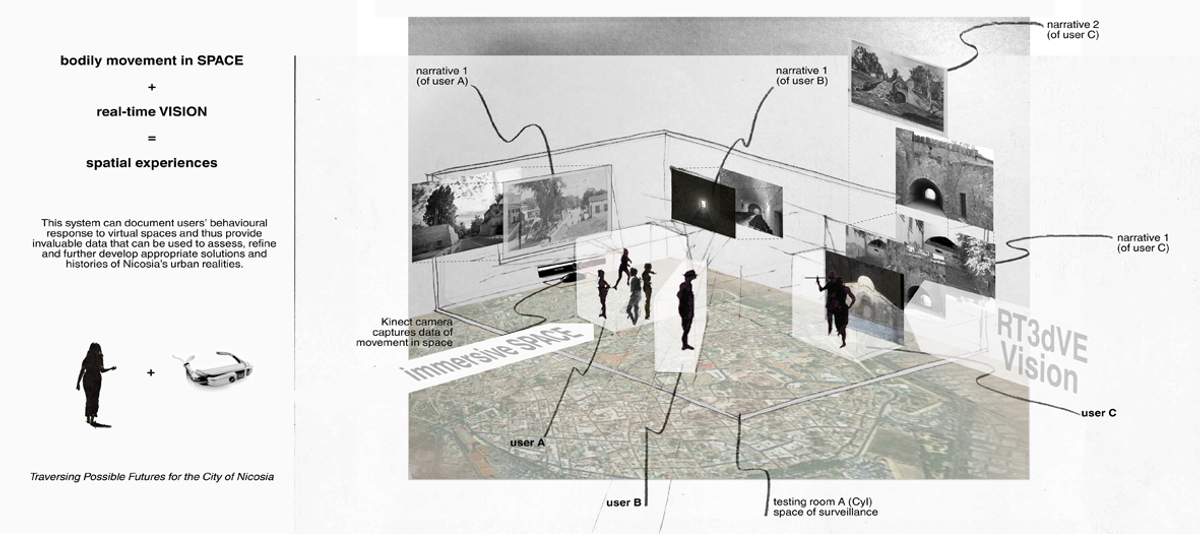 bodily movement in SPACE
+
real-time VISION
=
spatial experiences
This system can document users' behavioural
response to virtual spaces and thus provide
invaluable data that can be used to assess, refine
and further develop appropriate solutions and
histories of Nicosia's urban realities.
+
Traversing Possible Futures for the City of Nicosia
narrative 1
(of user A)
narrative 1
(of user B)
narrative 2
(of user C)
narrative 1
(of user C)
Kinect camera
captures data of
movement in space
immersive SPACE
RT3dVE
Vision
user A
user B
user C
testing room A (CyI)
space of surveillance